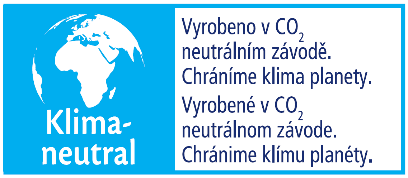 Klima-
neutral
Vyrobeno v CO₂
neutrálním závodě.
Chráníme klima planety.
Vyrobené v CO₂
neutrálnom závode.
Chránime klímu planéty.